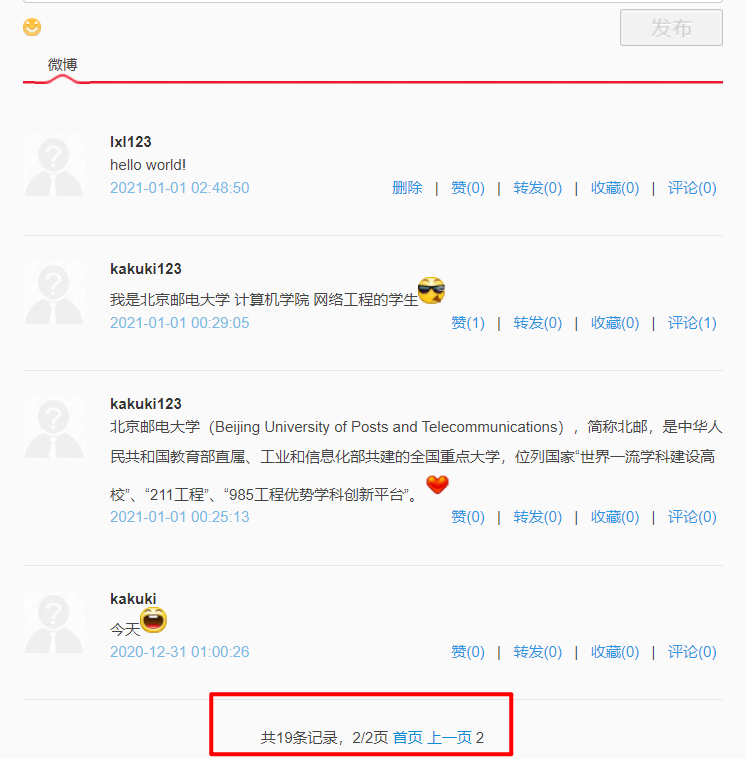 发布
微博
lxl123
hello world!
2021-01-01 02:48:50 删除 | 赞(0) | 转发(0) | 收藏(0) | 评论(0)
kakuki123
我是北京邮电大学 计算机学院 网络工程的学生
2021-01-01 00:29:05 赞(1) | 转发(0) | 收藏(0) | 评论(1)
kakuki123
北京邮电大学（Beijing University of Posts and Telecommunications），简称北邮，是中华人
民共和国教育部直属、工业和信息化部共建的全国重点大学，位列国家“世界一流学科建设高
校”、“211工程”、“985工程优势学科创新平台”。
2021-01-01 00:25:13 赞(0) | 转发(0) | 收藏(0) | 评论(0)
kakuki
今天
2020-12-31 01:00:26 赞(0) | 转发(0) | 收藏(0) | 评论(0)
共19条记录，2/2页 首页 上一页 2